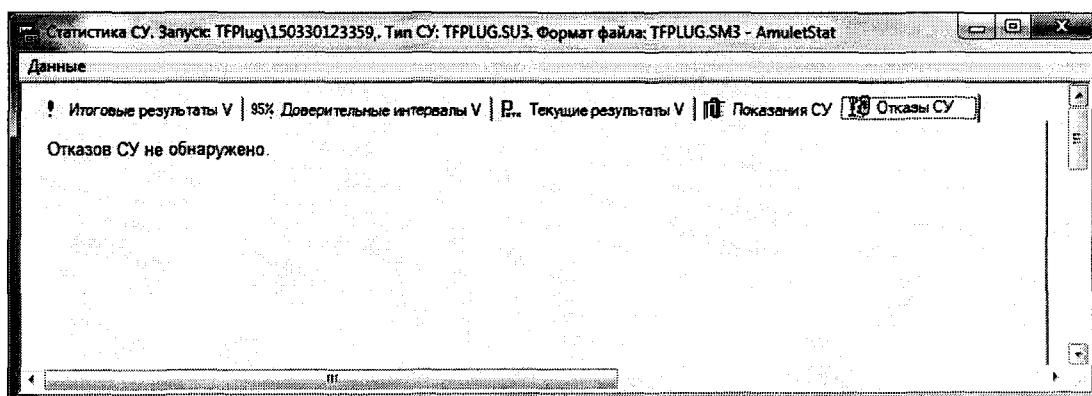 Статистика СУ. Запуск: TFPlug\150330123359,. Тип СУ: TFPLUG.SU3. Формат файла: TFPLUG.SM3 - AmuletStat
Данные
Итоговые результаты V | 95% Доверительные интервалы V | Текущие результаты V | Показания СУ | Отказы СУ
Отказов СУ не обнаружено.